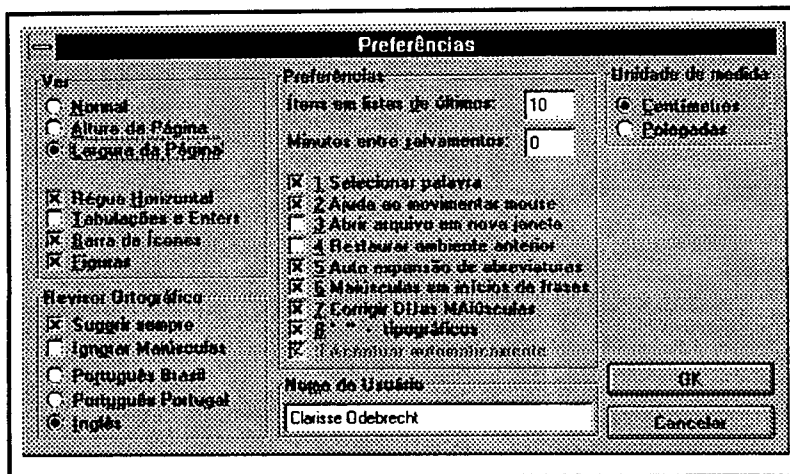 Preferências
Ver
Normal
Altura da Página
Largura da Página
Régua Horizontal
Tabulações e Enters
Barra de Ícones
Figuras
Revisor Ortográfico
Sugerir sempre
Ignorar Maiúsculas
Português Brasil
Português Portugal
Inglês
Preferências
Ítens em listas de últimos: 10
Minutos entre salvamentos: 0
1 Selecionar palavra
2 Ajuda ao movimentar mouse
3 Abrir arquivo em nova janela
4 Restaurar ambiente anterior
5 Auto expansão de abreviaturas
6 Maiúsculas em inícios de frases
7 Corrigir DUas MAiúsculas
8 " - tipográficos
automaticamente
Nome do Usuário
Clarisse Odebrecht
Unidade de medida
Centímetros
Polegadas
OK
Cancelar